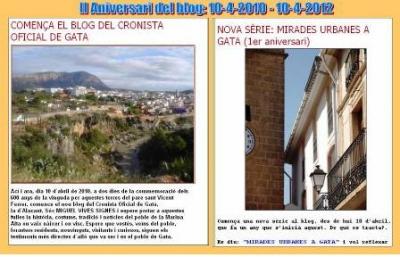 II Aniversari del blog: 10-4-2010 - 10-4-2012
COMENÇA EL BLOG DEL CRONISTA
OFICIAL DE GATA
Ací i ara, dia 10 d'abril de 2010, a dos dies de la commemoració dels
600 anys de la vinguda per aquestes terres del pare sant Vicent
Ferrer, comença el nou blog del Cronista Oficial de Gata,
la d'Alacant. Sóc MIQUEL VIVES SIGNES i espere portar a aquestes
ratlles la història, costums, tradició i notícies del poble de la Marina
Alta on vaig nàixer i on visc. Espere que vostés, veïns del poble,
forasters residents, nouvinguts, visitants i curiosos, siguen els
testimonis més directes d'allò que va ser i és el poble de Gata.
NOVA SÈRIE: MIRADES URBANES A
GATA (1er aniversari)
Comença una nova sèrie al blog, des de hui 10 d'abril,
que fa un any que s'inicià aquest. De què es tracta?.
Es diu: "MIRADES URBANES A GATA" i vol reflexar